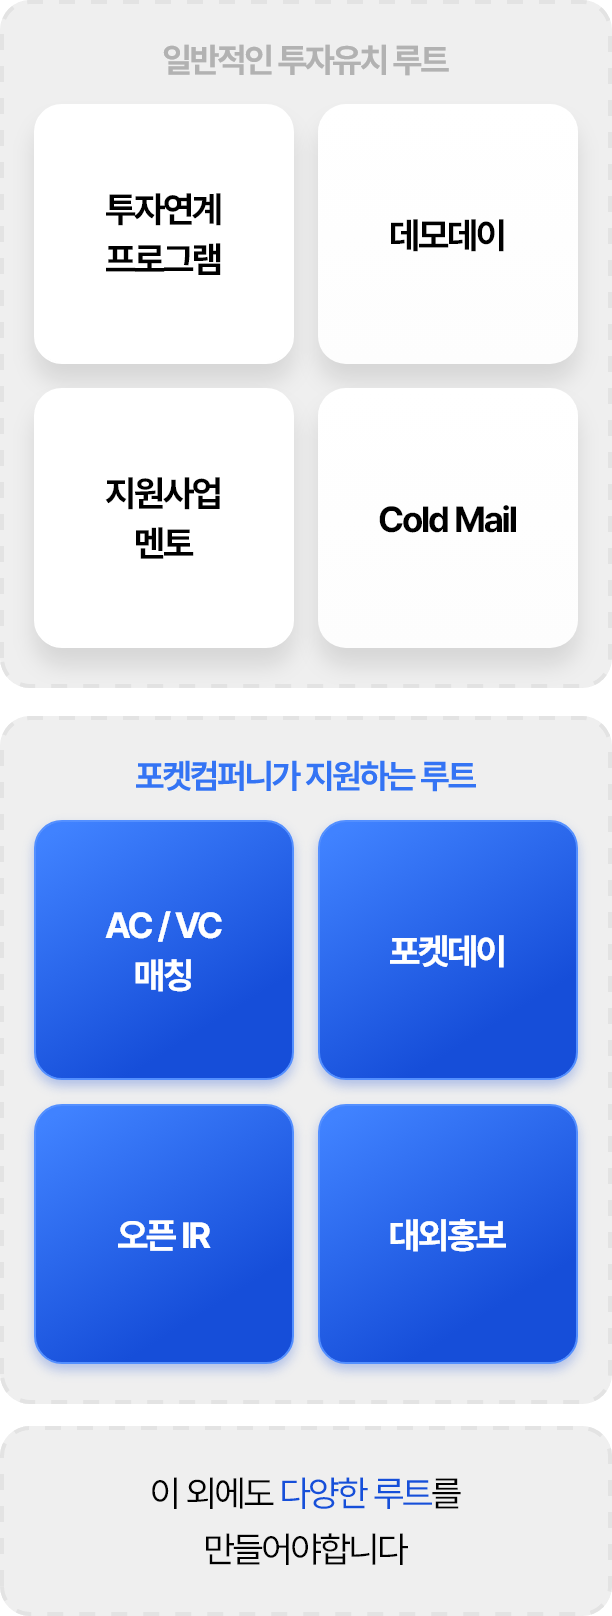 일반적인 투자유치 루트
투자연계
프로그램
데모데이
지원사업
멘토
Cold Mail
포켓컴퍼니가 지원하는 루트
AC / VC
매칭
포켓데이
오픈 IR
대외홍보
이 외에도 다양한 루트를
만들어야합니다